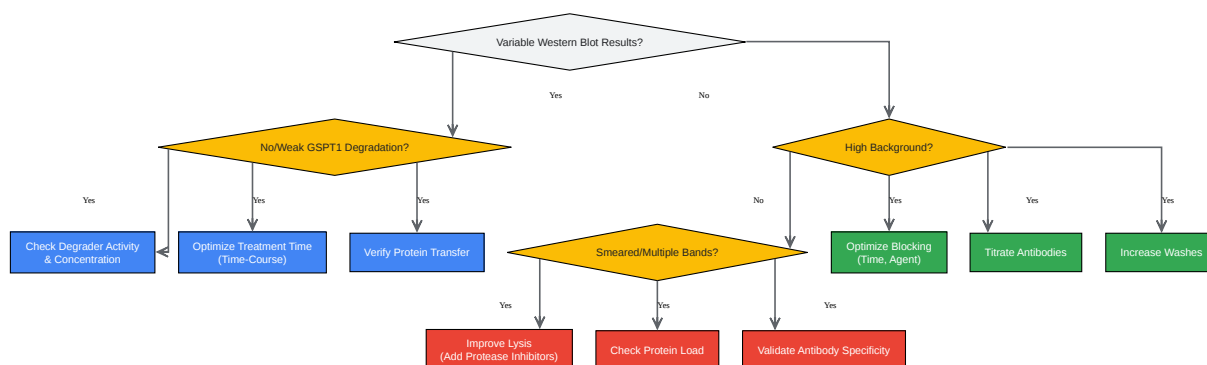 Variable Western Blot Results?
Yes
No
No/Weak GSPT1 Degradation?
High Background?
Yes
Yes
Yes
No
Yes
Yes
Yes
Check Degrader Activity
& Concentration
Optimize Treatment Time
(Time-Course)
Verify Protein Transfer
Smeared/Multiple Bands?
Optimize Blocking
(Time, Agent)
Titrate Antibodies
Increase Washes
Yes
Yes
Yes
Improve Lysis
(Add Protease Inhibitors)
Check Protein Load
Validate Antibody Specificity